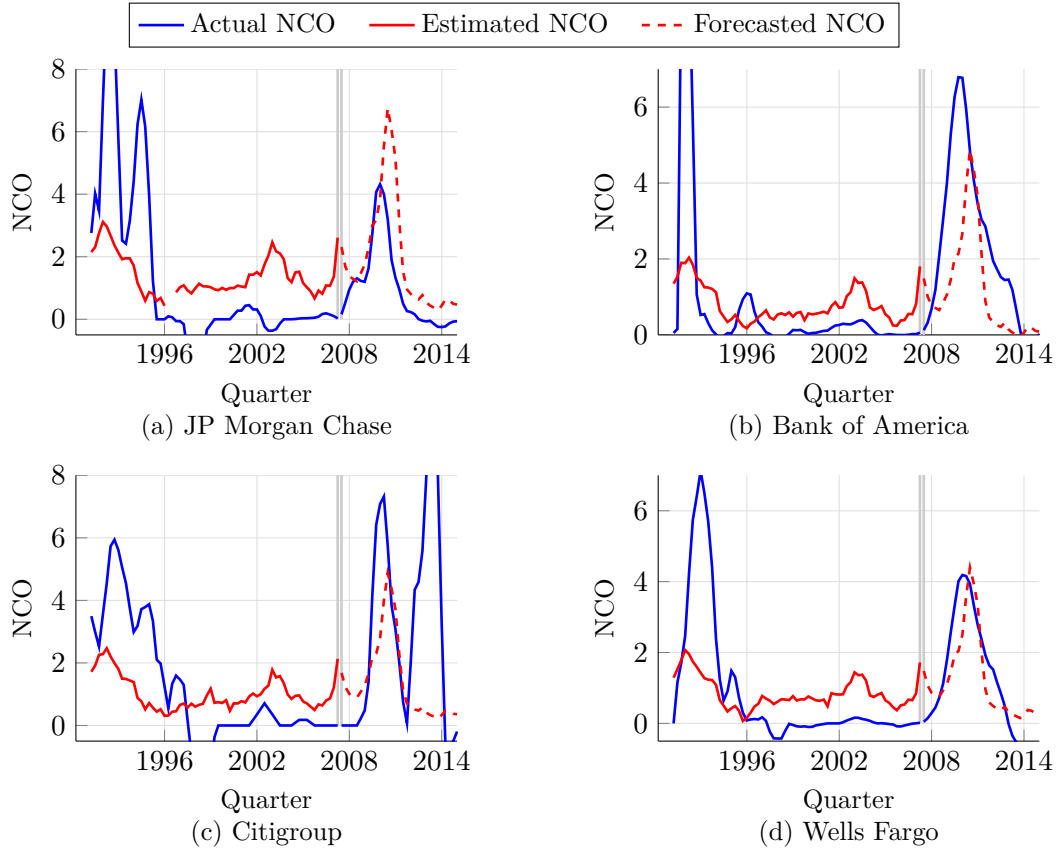 Actual NCO Estimated NCO Forecasted NCO
8
6
4
2
0
NCO
1996 2002 2008 2014
Quarter
(a) JP Morgan Chase
6
4
2
0
NCO
1996 2002 2008 2014
Quarter
(b) Bank of America
8
6
4
2
0
NCO
1996 2002 2008 2014
Quarter
(c) Citigroup
6
4
2
0
NCO
1996 2002 2008 2014
Quarter
(d) Wells Fargo